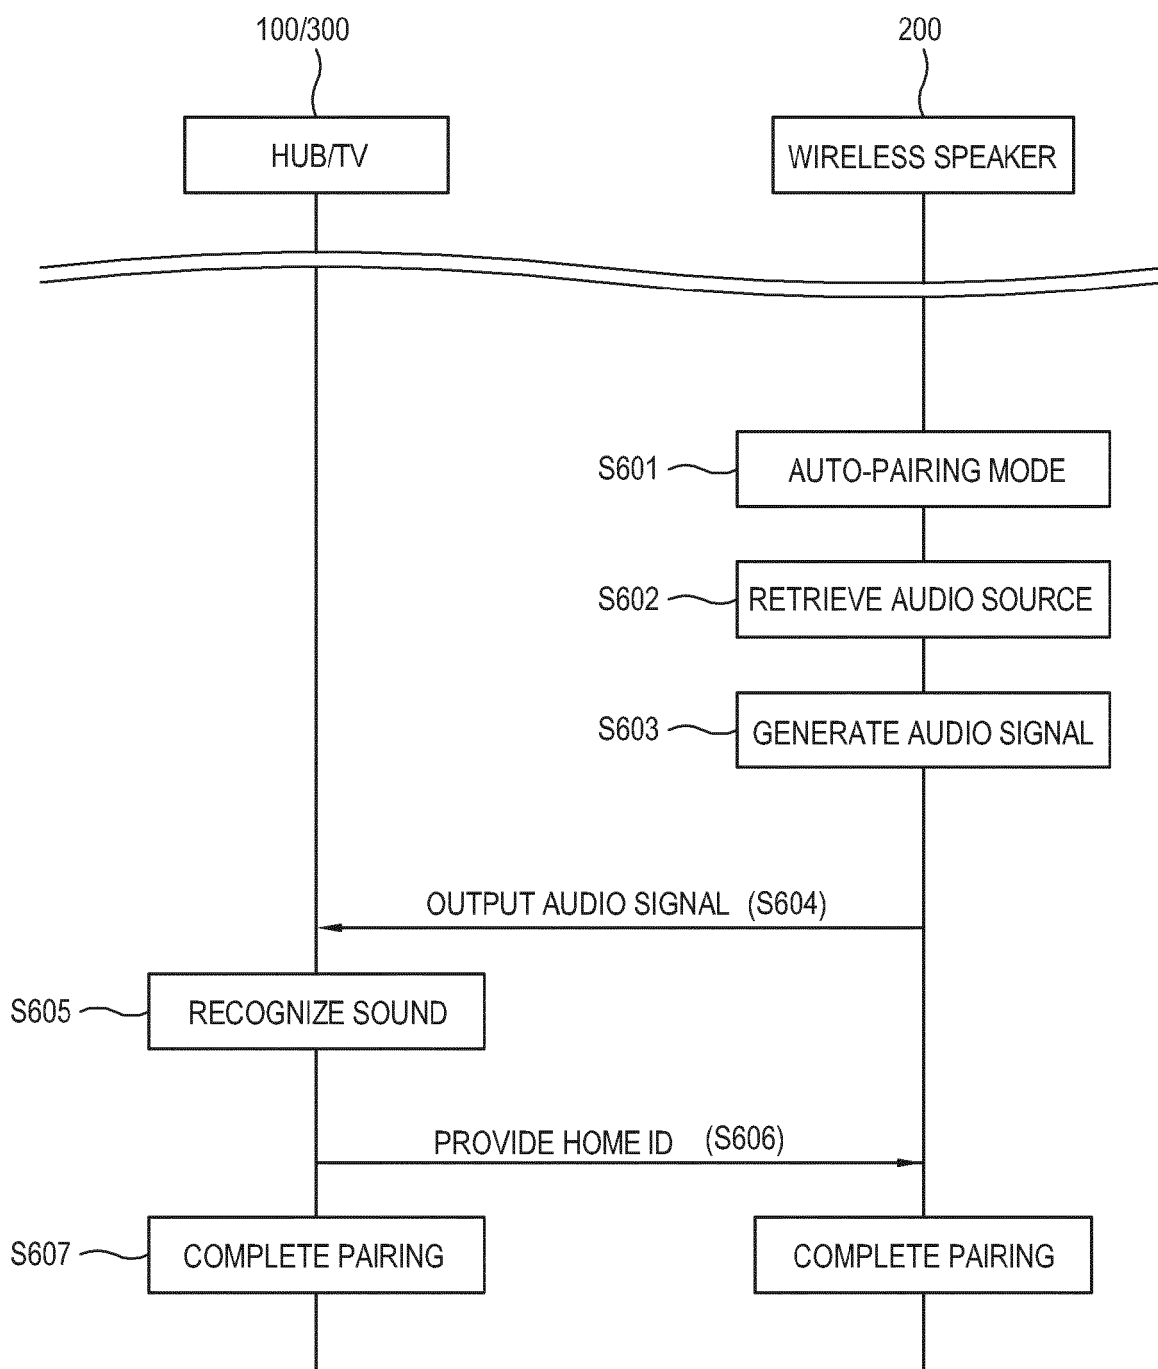 100/300
200
HUB/TV
WIRELESS SPEAKER
S601
AUTO-PAIRING MODE
S602
RETRIEVE AUDIO SOURCE
S603
GENERATE AUDIO SIGNAL
OUTPUT AUDIO SIGNAL (S604)
S605
RECOGNIZE SOUND
PROVIDE HOME ID (S606)
S607
COMPLETE PAIRING
COMPLETE PAIRING